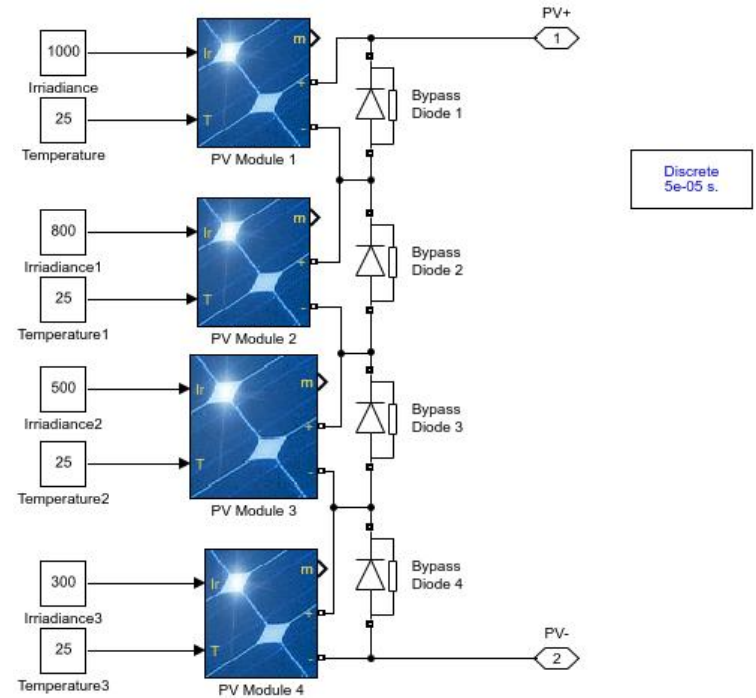 PV+
1
1000
Irriadiance
25
Temperature
Ir
T
m
+
-
PV Module 1
Bypass
Diode 1
Discrete
5e-05 s.
800
Irriadiance1
25
Temperature1
Ir
T
m
+
-
PV Module 2
Bypass
Diode 2
500
Irriadiance2
25
Temperature2
Ir
T
m
+
-
PV Module 3
Bypass
Diode 3
300
Irriadiance3
25
Temperature3
Ir
T
m
+
-
PV Module 4
Bypass
Diode 4
PV-
2